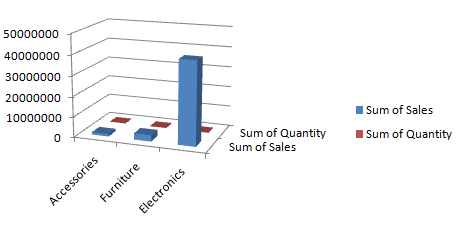 50000000
40000000
30000000
20000000
10000000
0
Accessories
Furniture
Electronics
Sum of Quantity
Sum of Sales
Sum of Sales
Sum of Quantity